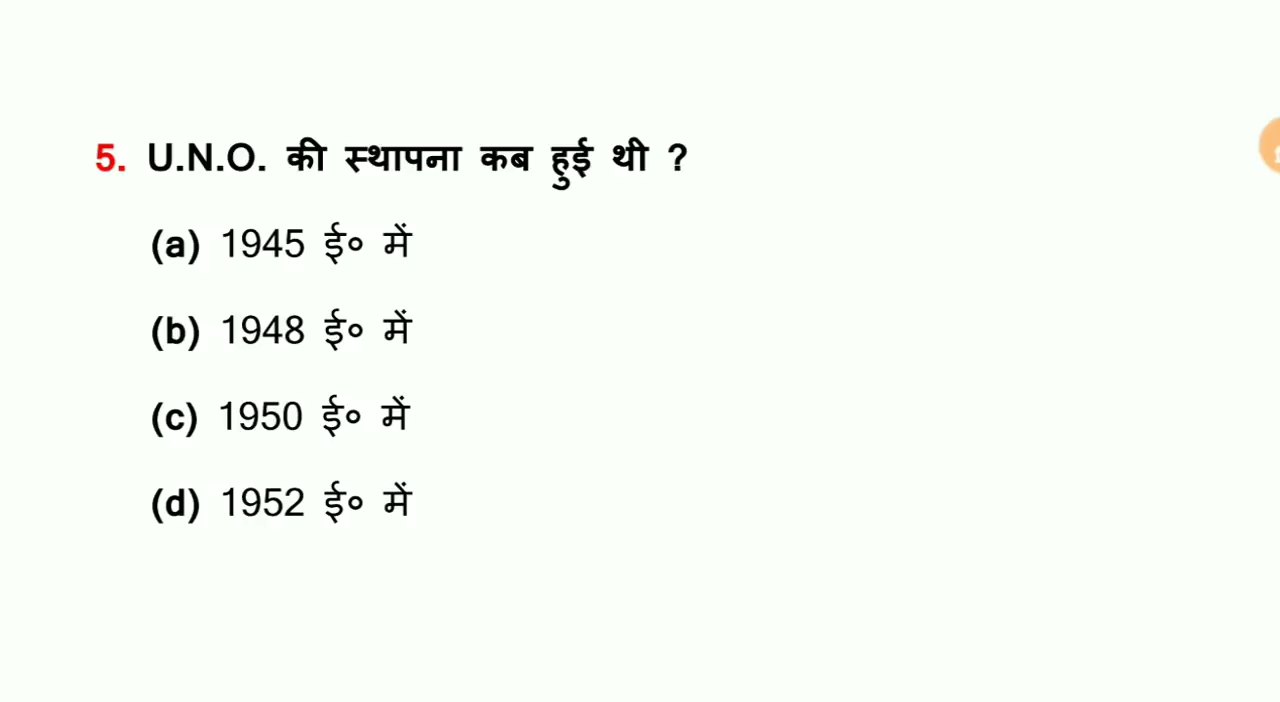 5. U.N.O. की स्थापना कब हुई थी ?
(a) 1945 ई० में
(b) 1948 ई० में
(c) 1950 ई० में
(d) 1952 ई० में